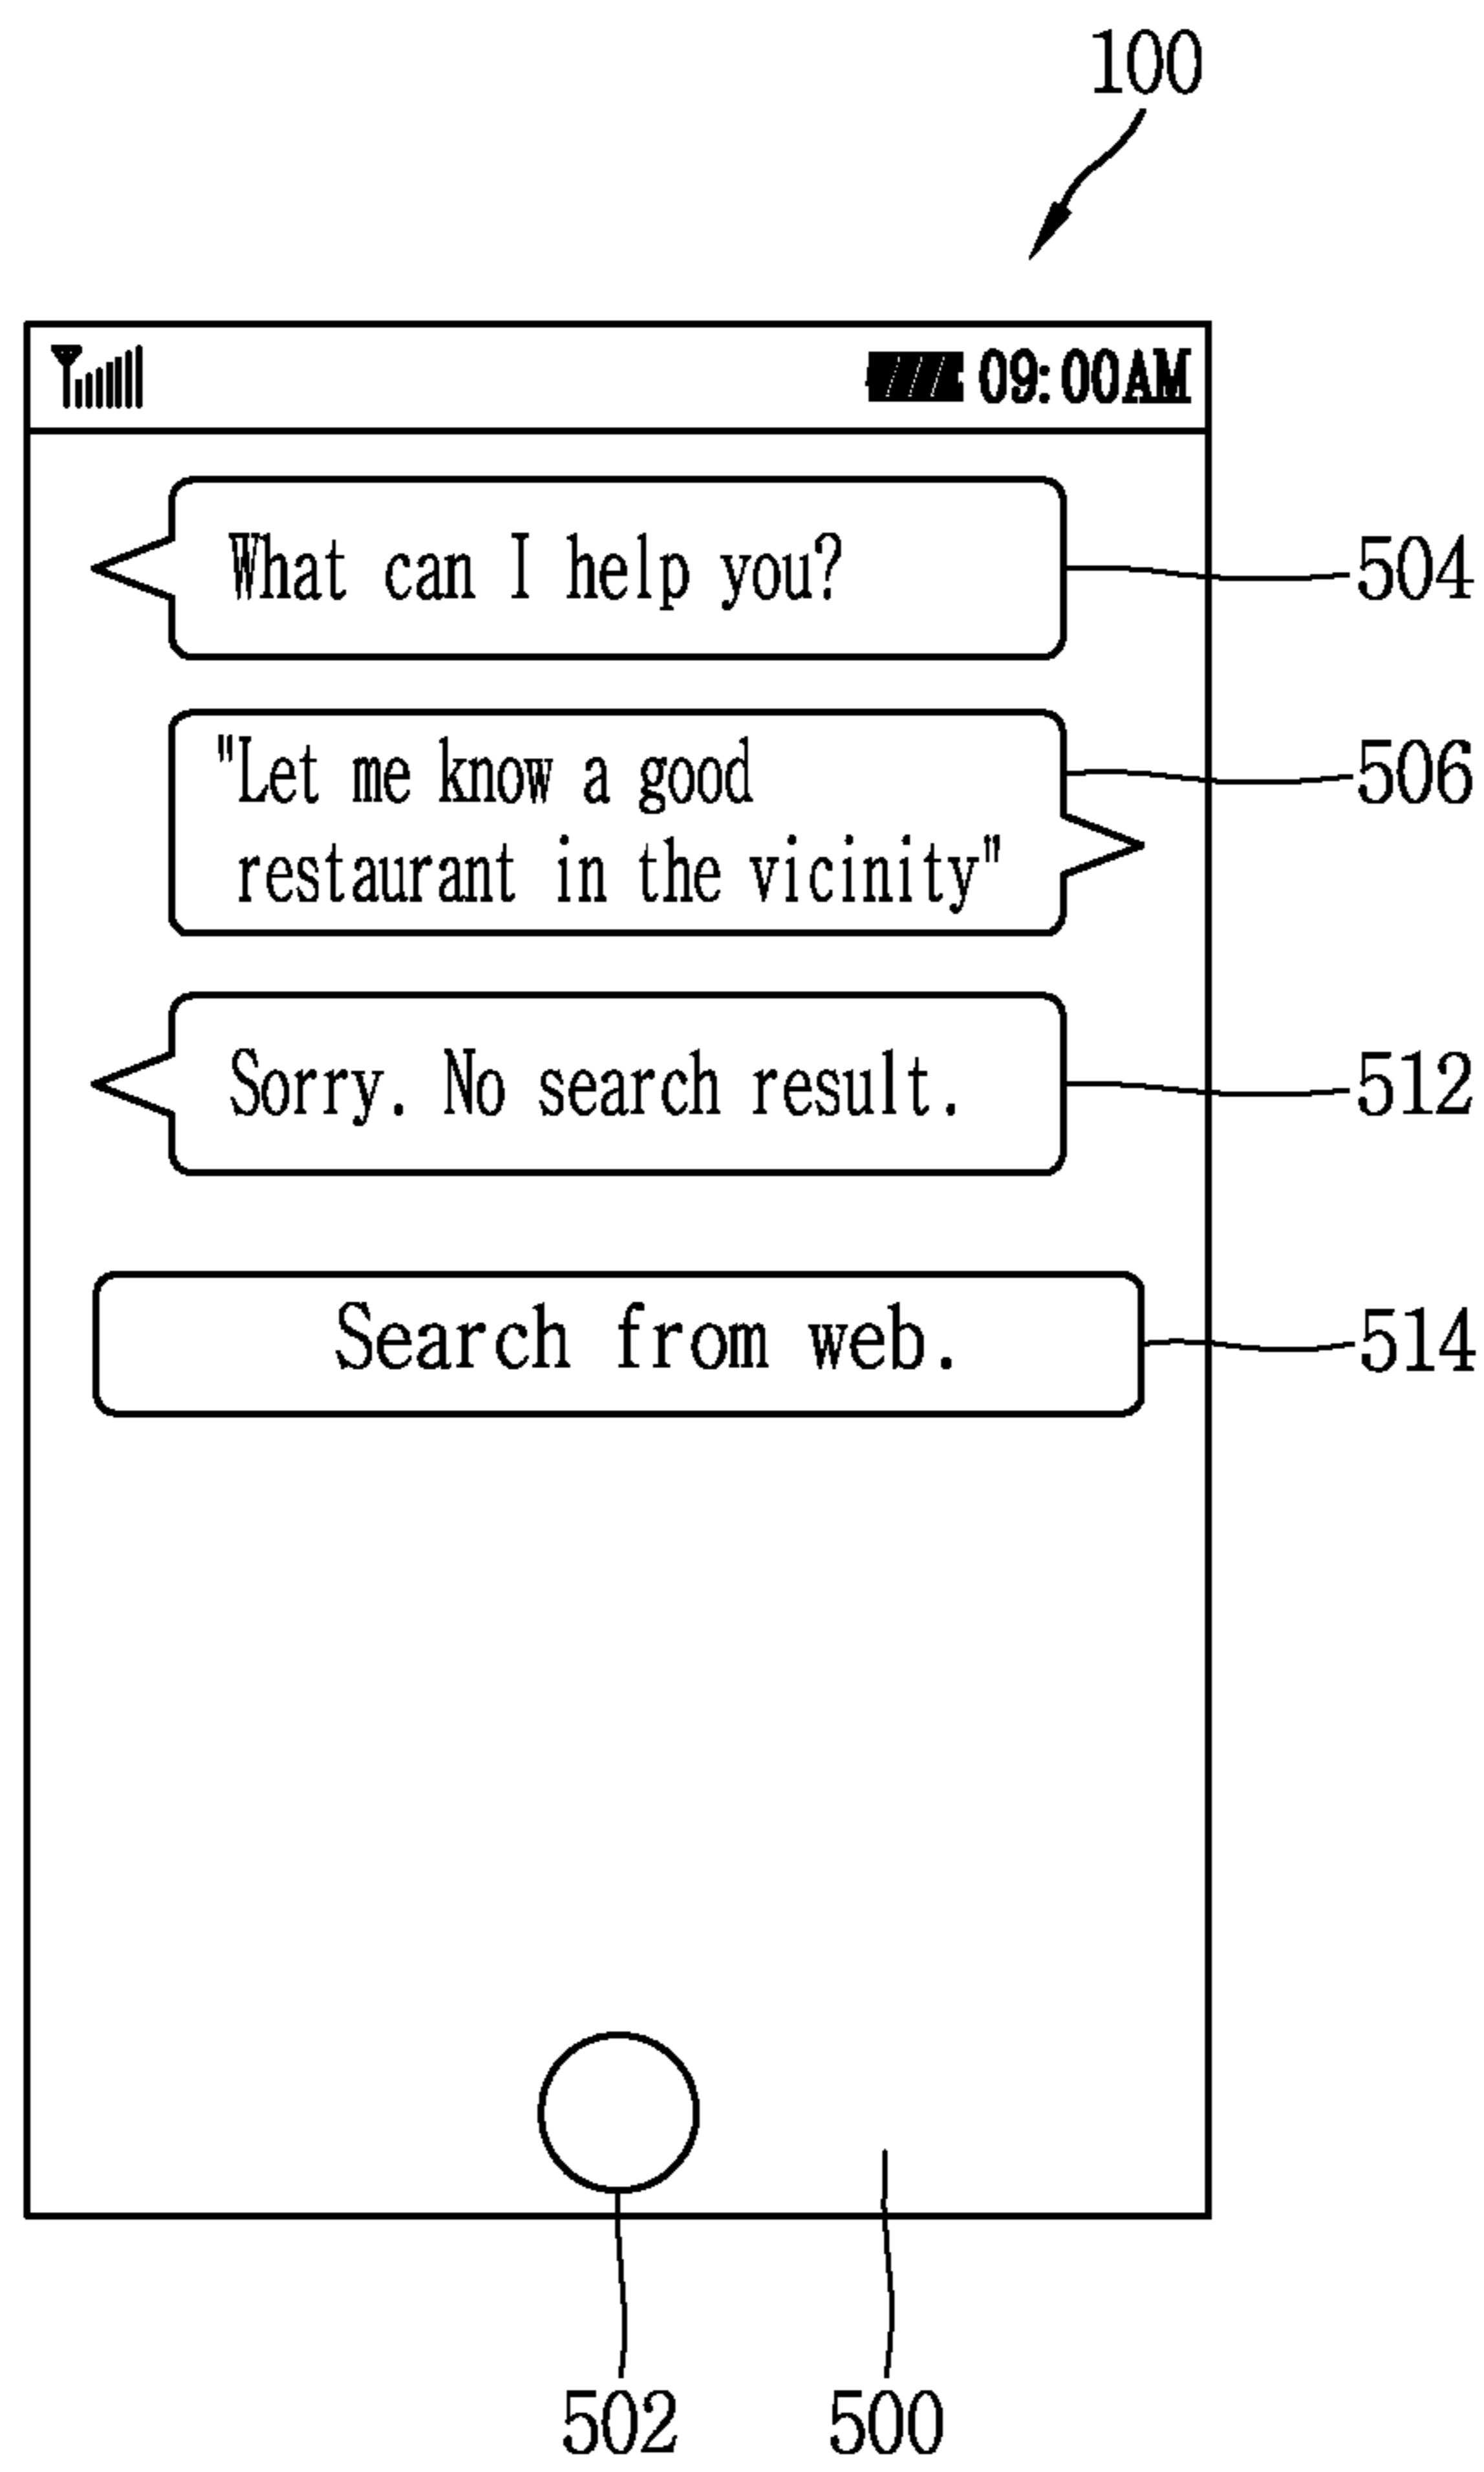 100
09:00AM
What can I help you?
504
"Let me know a good
restaurant in the vicinity"
506
Sorry. No search result.
512
Search from web.
514
502
500